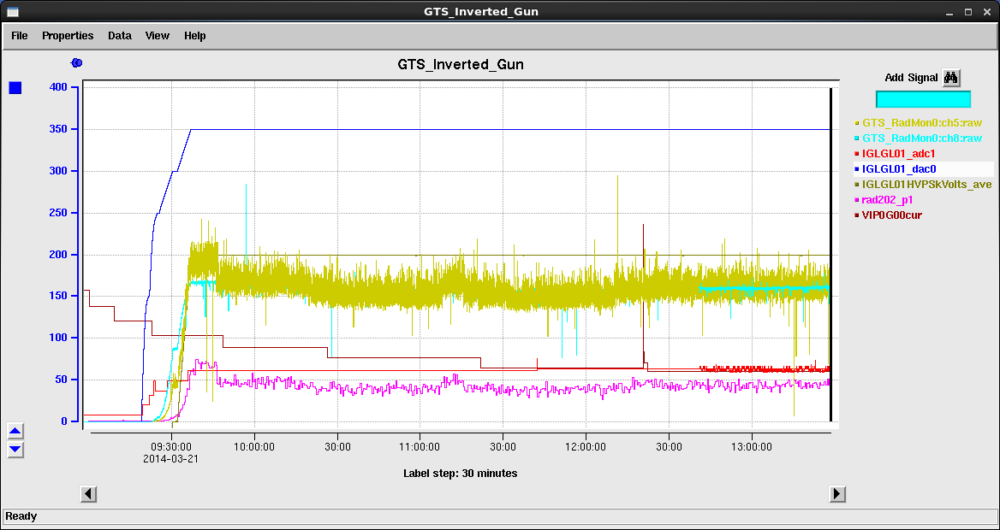 GTS_Inverted_Gun
File Properties Data View Help
GTS_Inverted_Gun
Add Signal
GTS_RadMon0:ch5:raw
GTS_RadMon0:ch8:raw
IGLGL01_adc1
IGLGL01_dac0
IGLGL01HVPSkVolts_ave
rad202_p1
VIP0G00cur
400
350
300
250
200
150
100
50
0
09:30:00 10:00:00 30:00 11:00:00 30:00 12:00:00 30:00 13:00:00
2014-03-21
Label step: 30 minutes
Ready